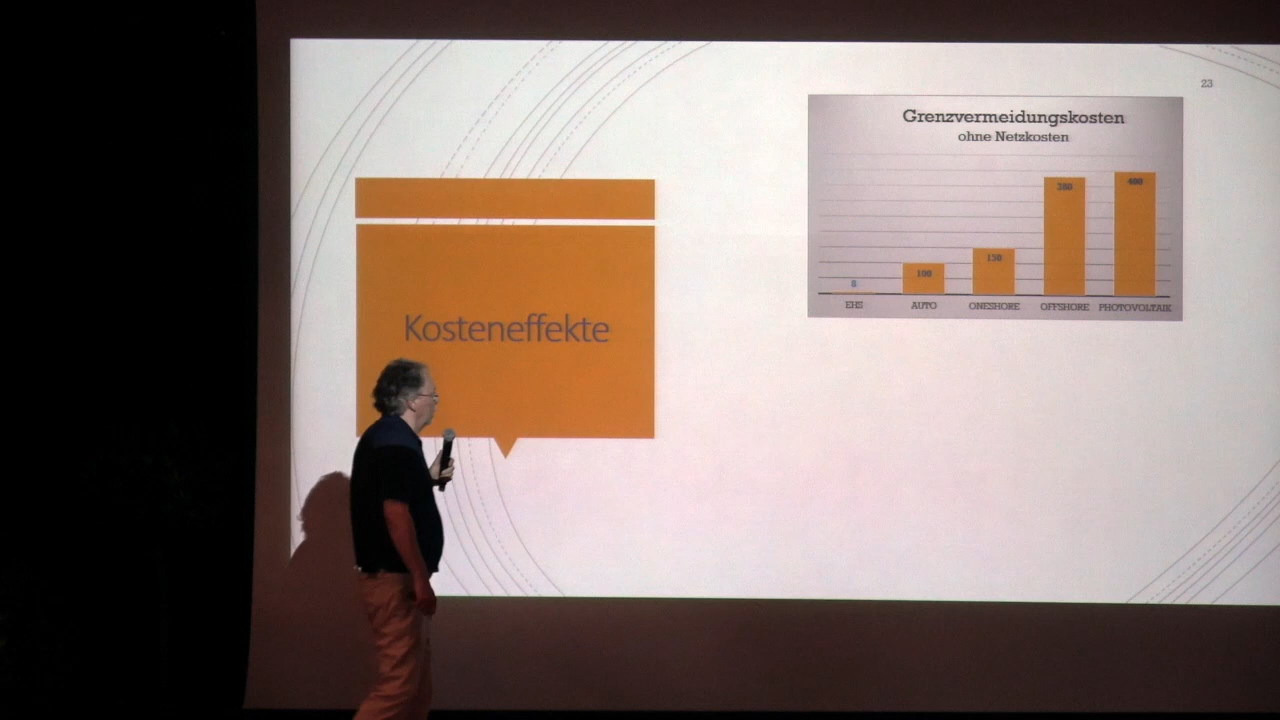 23
Grenzvermeidungskosten
ohne Netzkosten
Kosteneffekte
8
100
150
380
400
EHS
AUTO
ONESHORE
OFFSHORE
PHOTOVOLTAIK